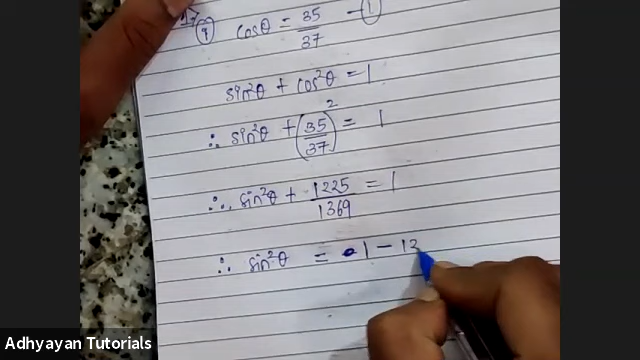 cosθ = 35/37 — ①
sin²θ + cos²θ = 1
∴ sin²θ + (35/37)² = 1
∴ sin²θ + 1225/1369 = 1
∴ sin²θ = 1 − 12
Adhyayan Tutorials